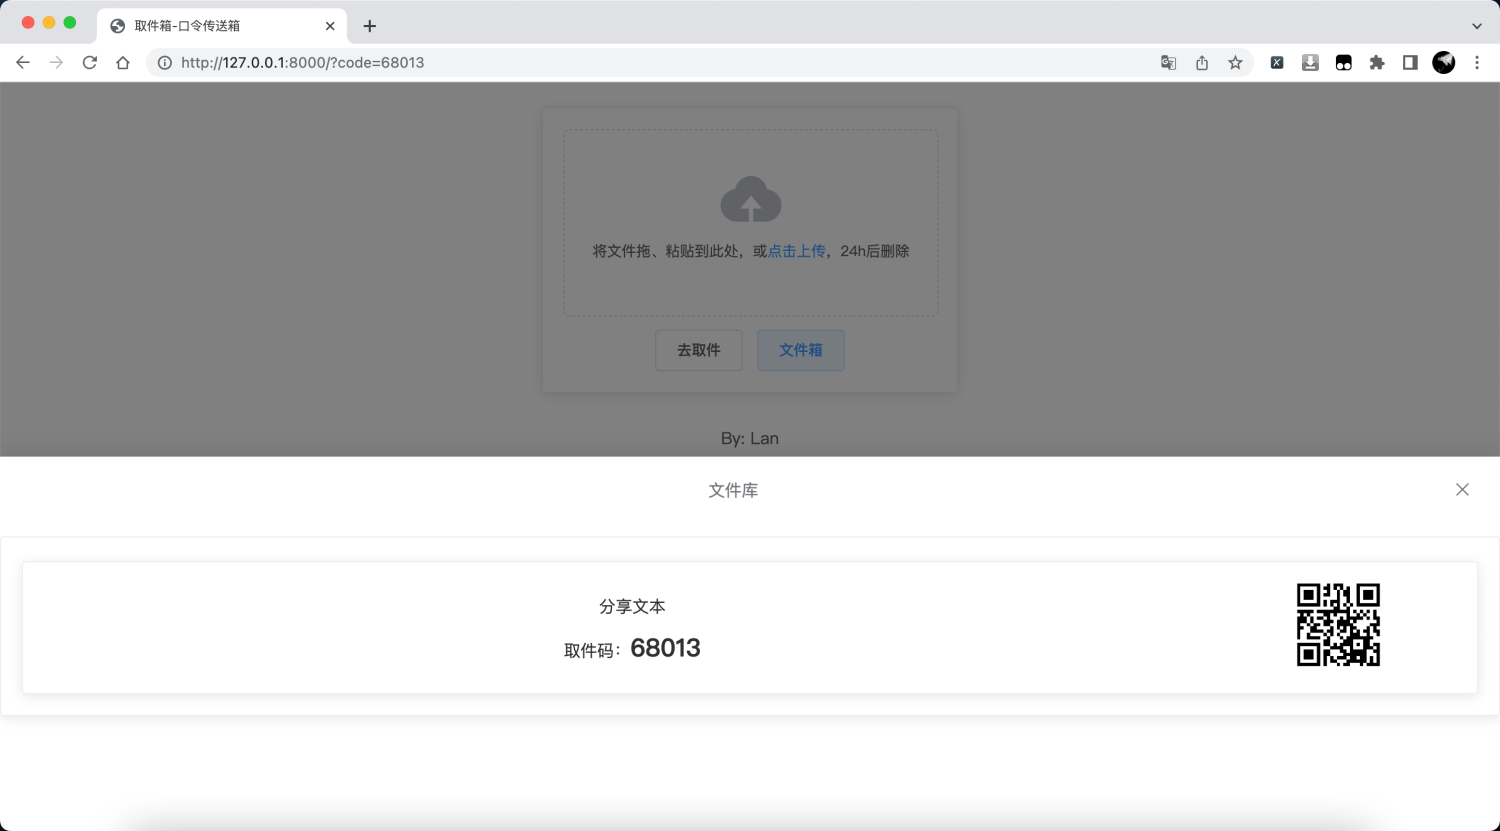 取件箱-口令传送箱
http://127.0.0.1:8000/?code=68013
将文件拖、粘贴到此处，或点击上传，24h后删除
去取件
文件箱
By: Lan
文件库
分享文本
取件码：68013